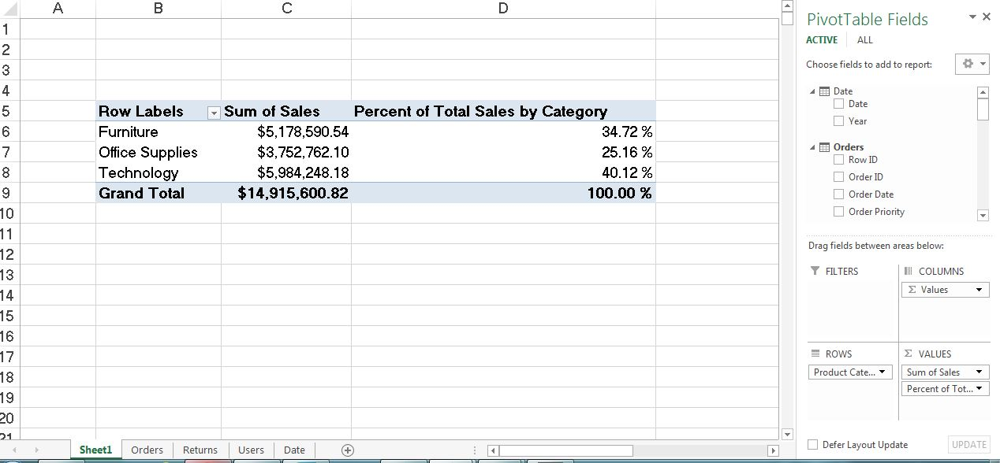 A B C D
PivotTable Fields
ACTIVE ALL
Choose fields to add to report:
1
2
3
4
5 Row Labels Sum of Sales Percent of Total Sales by Category
6 Furniture $5,178,590.54 34.72 %
7 Office Supplies $3,752,762.10 25.16 %
8 Technology $5,984,248.18 40.12 %
9 Grand Total $14,915,600.82 100.00 %
10
11
12
13
14
15
16
17
18
19
20
21
Date
Date
Year
Orders
Row ID
Order ID
Order Date
Order Priority
Drag fields between areas below:
FILTERS
COLUMNS
Σ Values
ROWS
Product Cate...
Σ VALUES
Sum of Sales
Percent of Tot...
Defer Layout Update UPDATE
Sheet1 Orders Returns Users Date